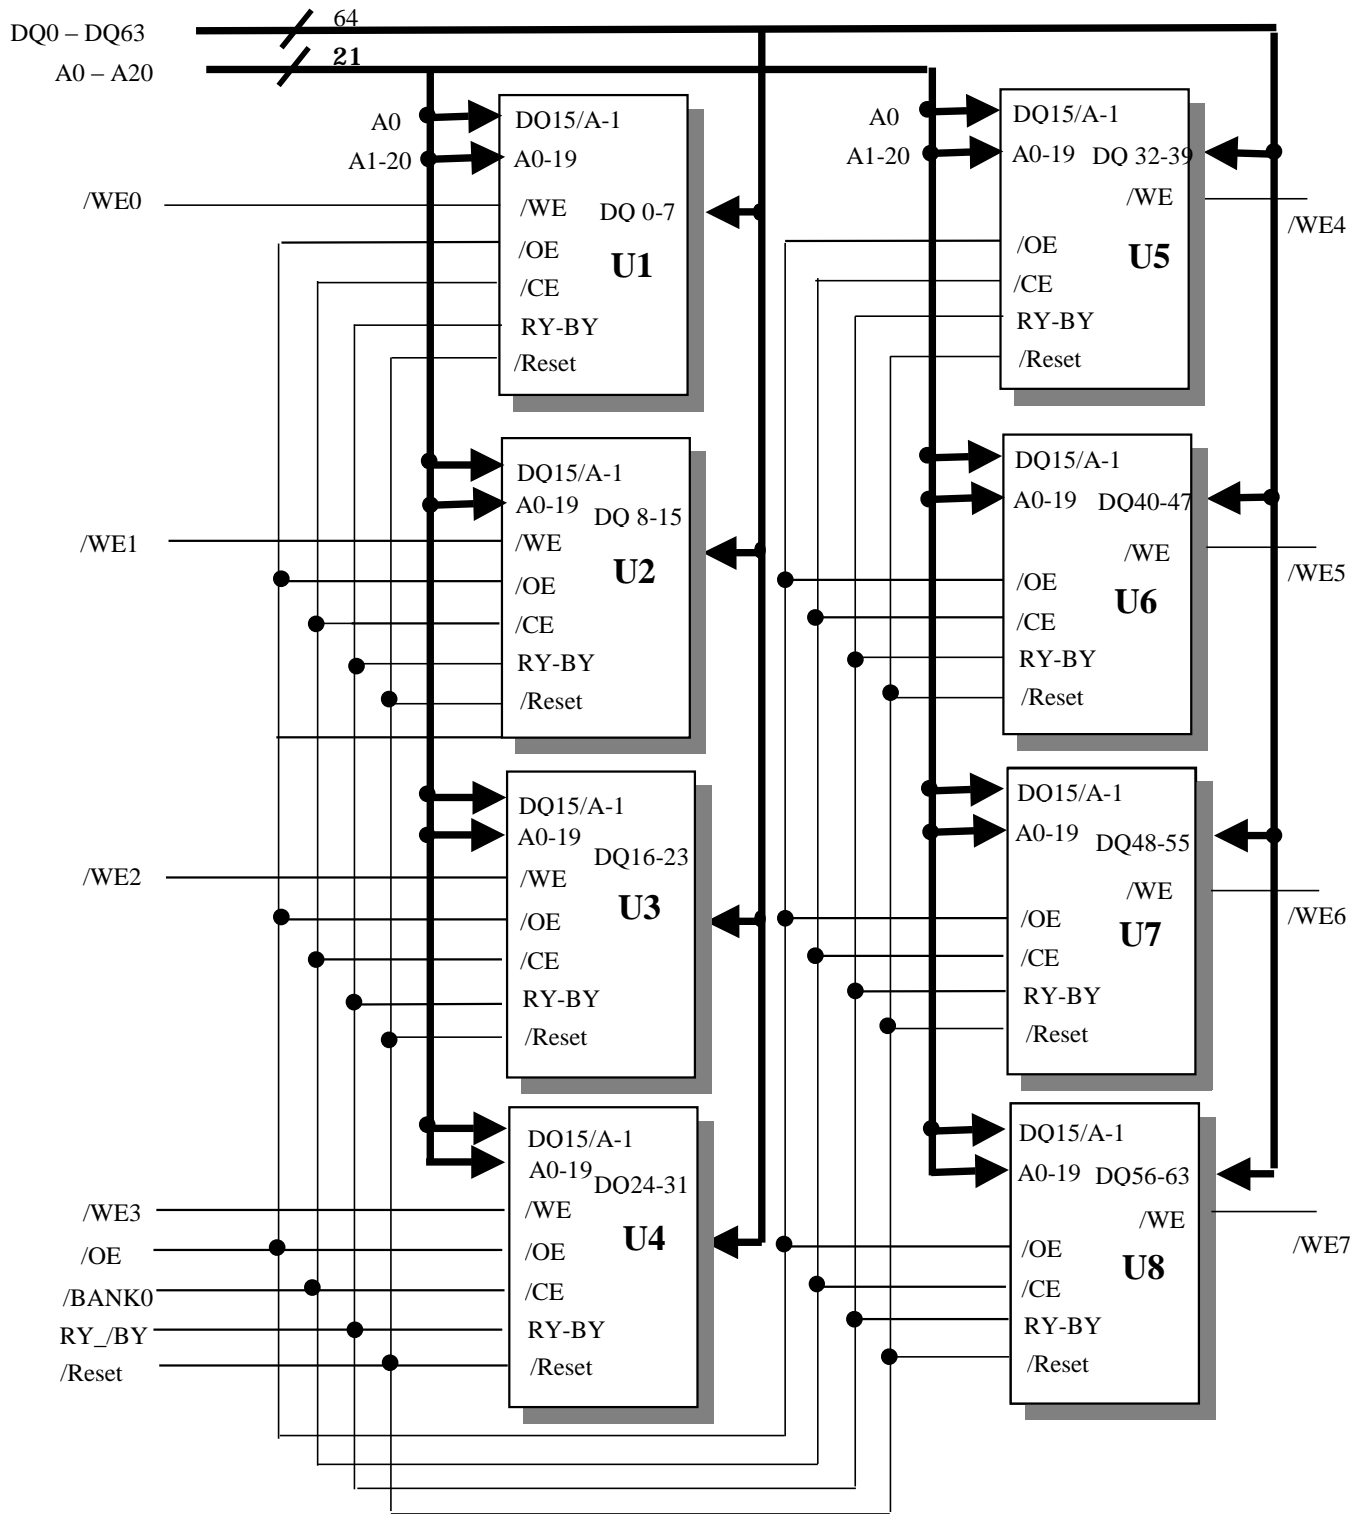 DQ0 – DQ63
64
A0 – A20
21
A0
A1-20
/WE0
DQ15/A-1
A0-19
/WE
DQ 0-7
/OE
U1
/CE
RY-BY
/Reset
A0
A1-20
DQ15/A-1
A0-19
DQ 32-39
/WE
/WE4
/OE
U5
/CE
RY-BY
/Reset
/WE1
DQ15/A-1
A0-19
DQ 8-15
/WE
U2
/OE
/CE
RY-BY
/Reset
DQ15/A-1
A0-19
DQ40-47
/WE
/WE5
/OE
U6
/CE
RY-BY
/Reset
/WE2
DQ15/A-1
A0-19
DQ16-23
/WE
U3
/OE
/CE
RY-BY
/Reset
DQ15/A-1
A0-19
DQ48-55
/WE
/WE6
/OE
U7
/CE
RY-BY
/Reset
/WE3
/OE
/BANK0
RY_/BY
/Reset
DQ15/A-1
A0-19
DQ24-31
/WE
U4
/OE
/CE
RY-BY
/Reset
DQ15/A-1
A0-19
DQ56-63
/WE
/WE7
/OE
U8
/CE
RY-BY
/Reset